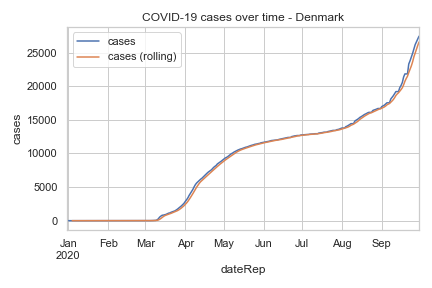 COVID-19 cases over time - Denmark
cases
cases (rolling)
25000
20000
15000
10000
5000
0
cases
Jan Feb Mar Apr May Jun Jul Aug Sep
2020
dateRep